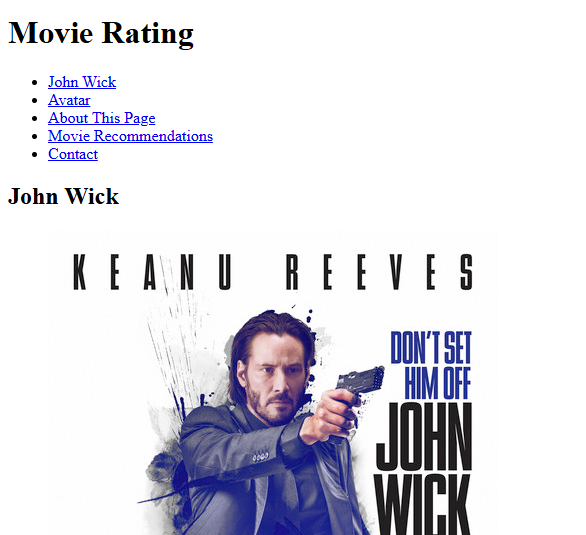 Movie Rating
John Wick
Avatar
About This Page
Movie Recommendations
Contact
John Wick
KEANU REEVES
DON'T SET
HIM OFF
JOHN
WICK